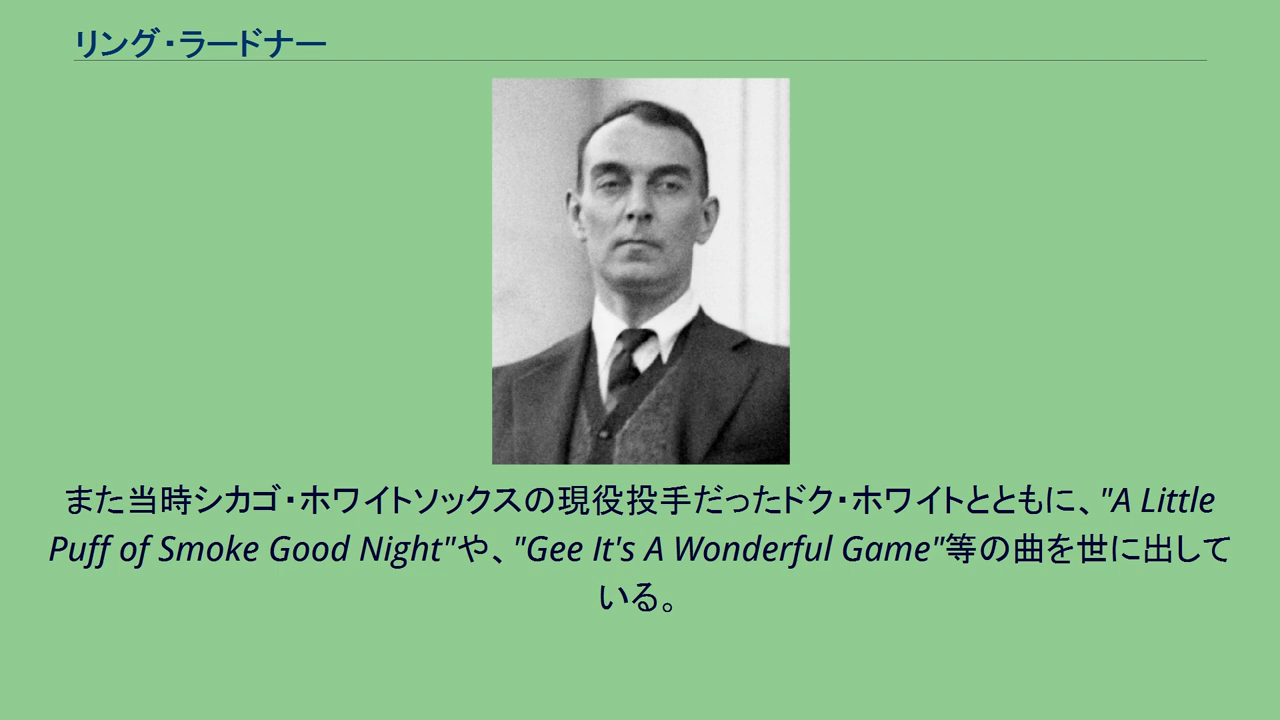 リング・ラードナー
また当時シカゴ・ホワイトソックスの現役投手だったドク・ホワイトとともに、"A Little
Puff of Smoke Good Night"や、"Gee It's A Wonderful Game"等の曲を世に出して
いる。